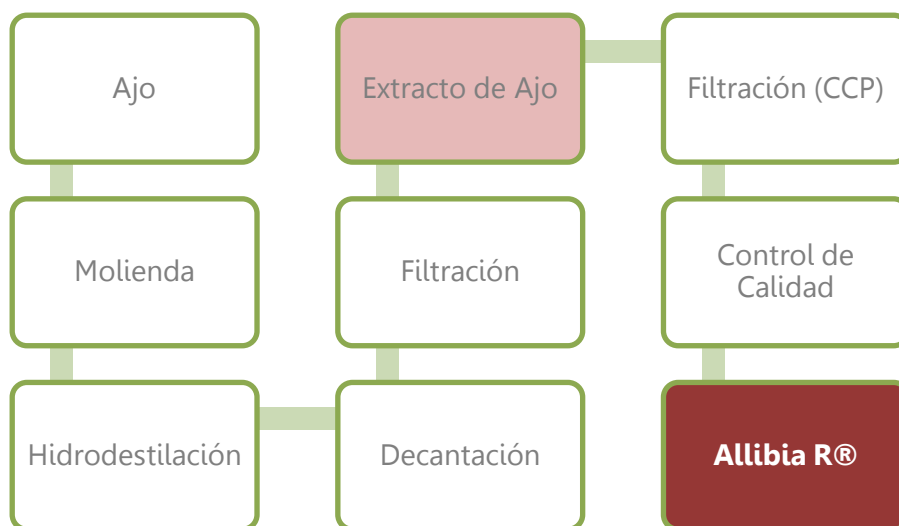 Ajo
Molienda
Hidrodestilación
Decantación
Filtración
Extracto de Ajo
Filtración (CCP)
Control de
Calidad
Allibia R®